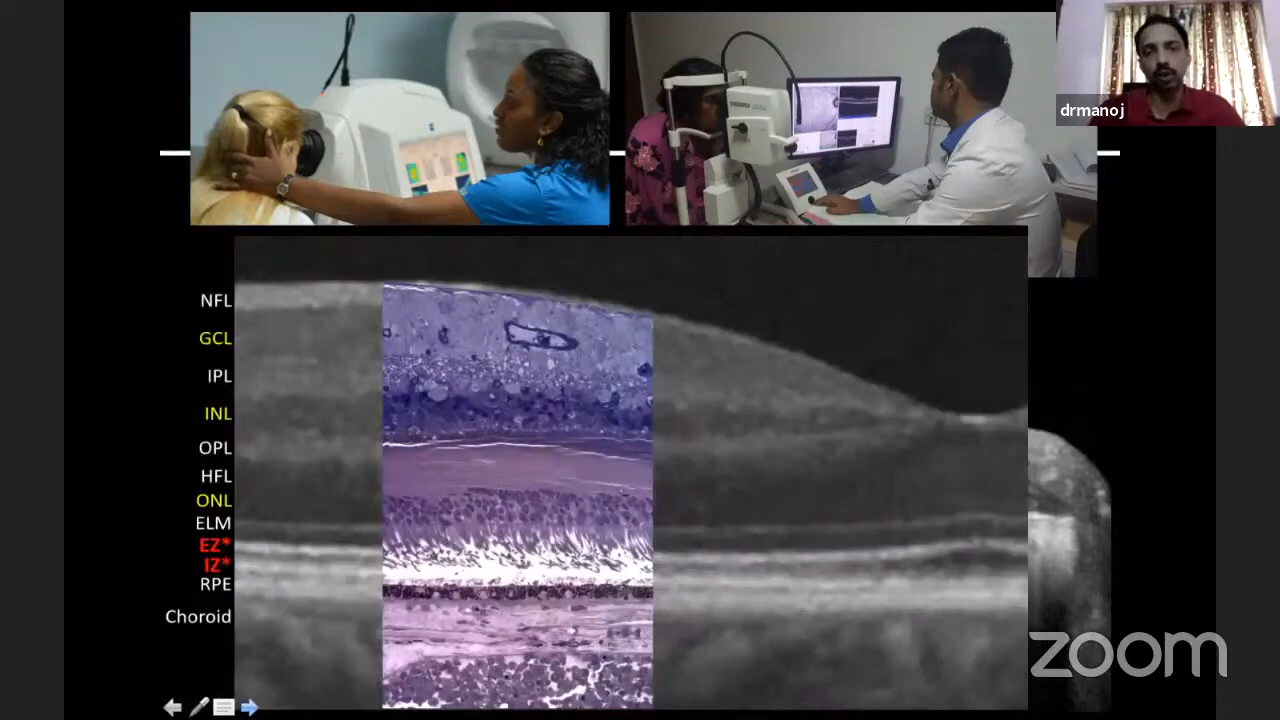 drmanoj
NFL
GCL
IPL
INL
OPL
HFL
ONL
ELM
EZ*
IZ*
RPE
Choroid
zoom